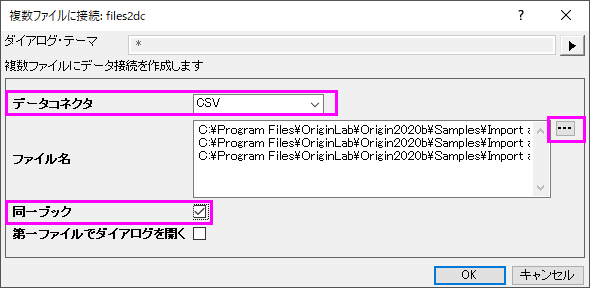 複数ファイルに接続: files2dc
? ×
ダイアログ・テーマ *
複数ファイルにデータ接続を作成します
データコネクタ CSV
ファイル名
C:¥Program Files¥OriginLab¥Origin2020b¥Samples¥Import a
C:¥Program Files¥OriginLab¥Origin2020b¥Samples¥Import a
C:¥Program Files¥OriginLab¥Origin2020b¥Samples¥Import a
...
同一ブック
第一ファイルでダイアログを開く
OK キャンセル